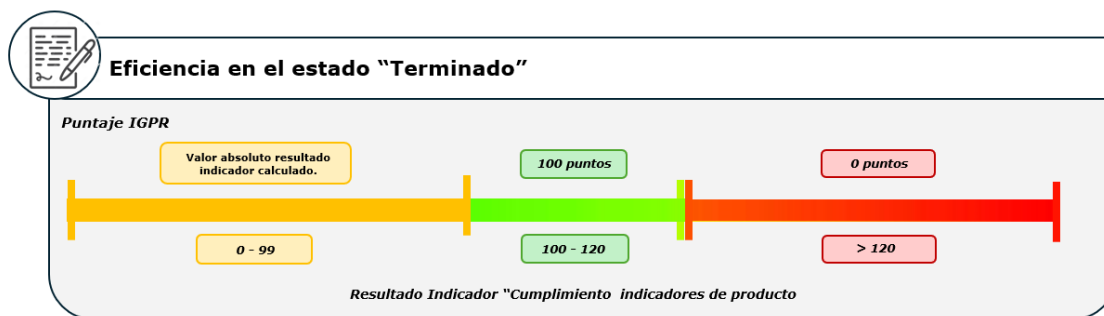 Eficiencia en el estado “Terminado”
Puntaje IGPR
Valor absoluto resultado
indicador calculado.
100 puntos
0 puntos
0 - 99
100 - 120
> 120
Resultado Indicador “Cumplimiento indicadores de producto